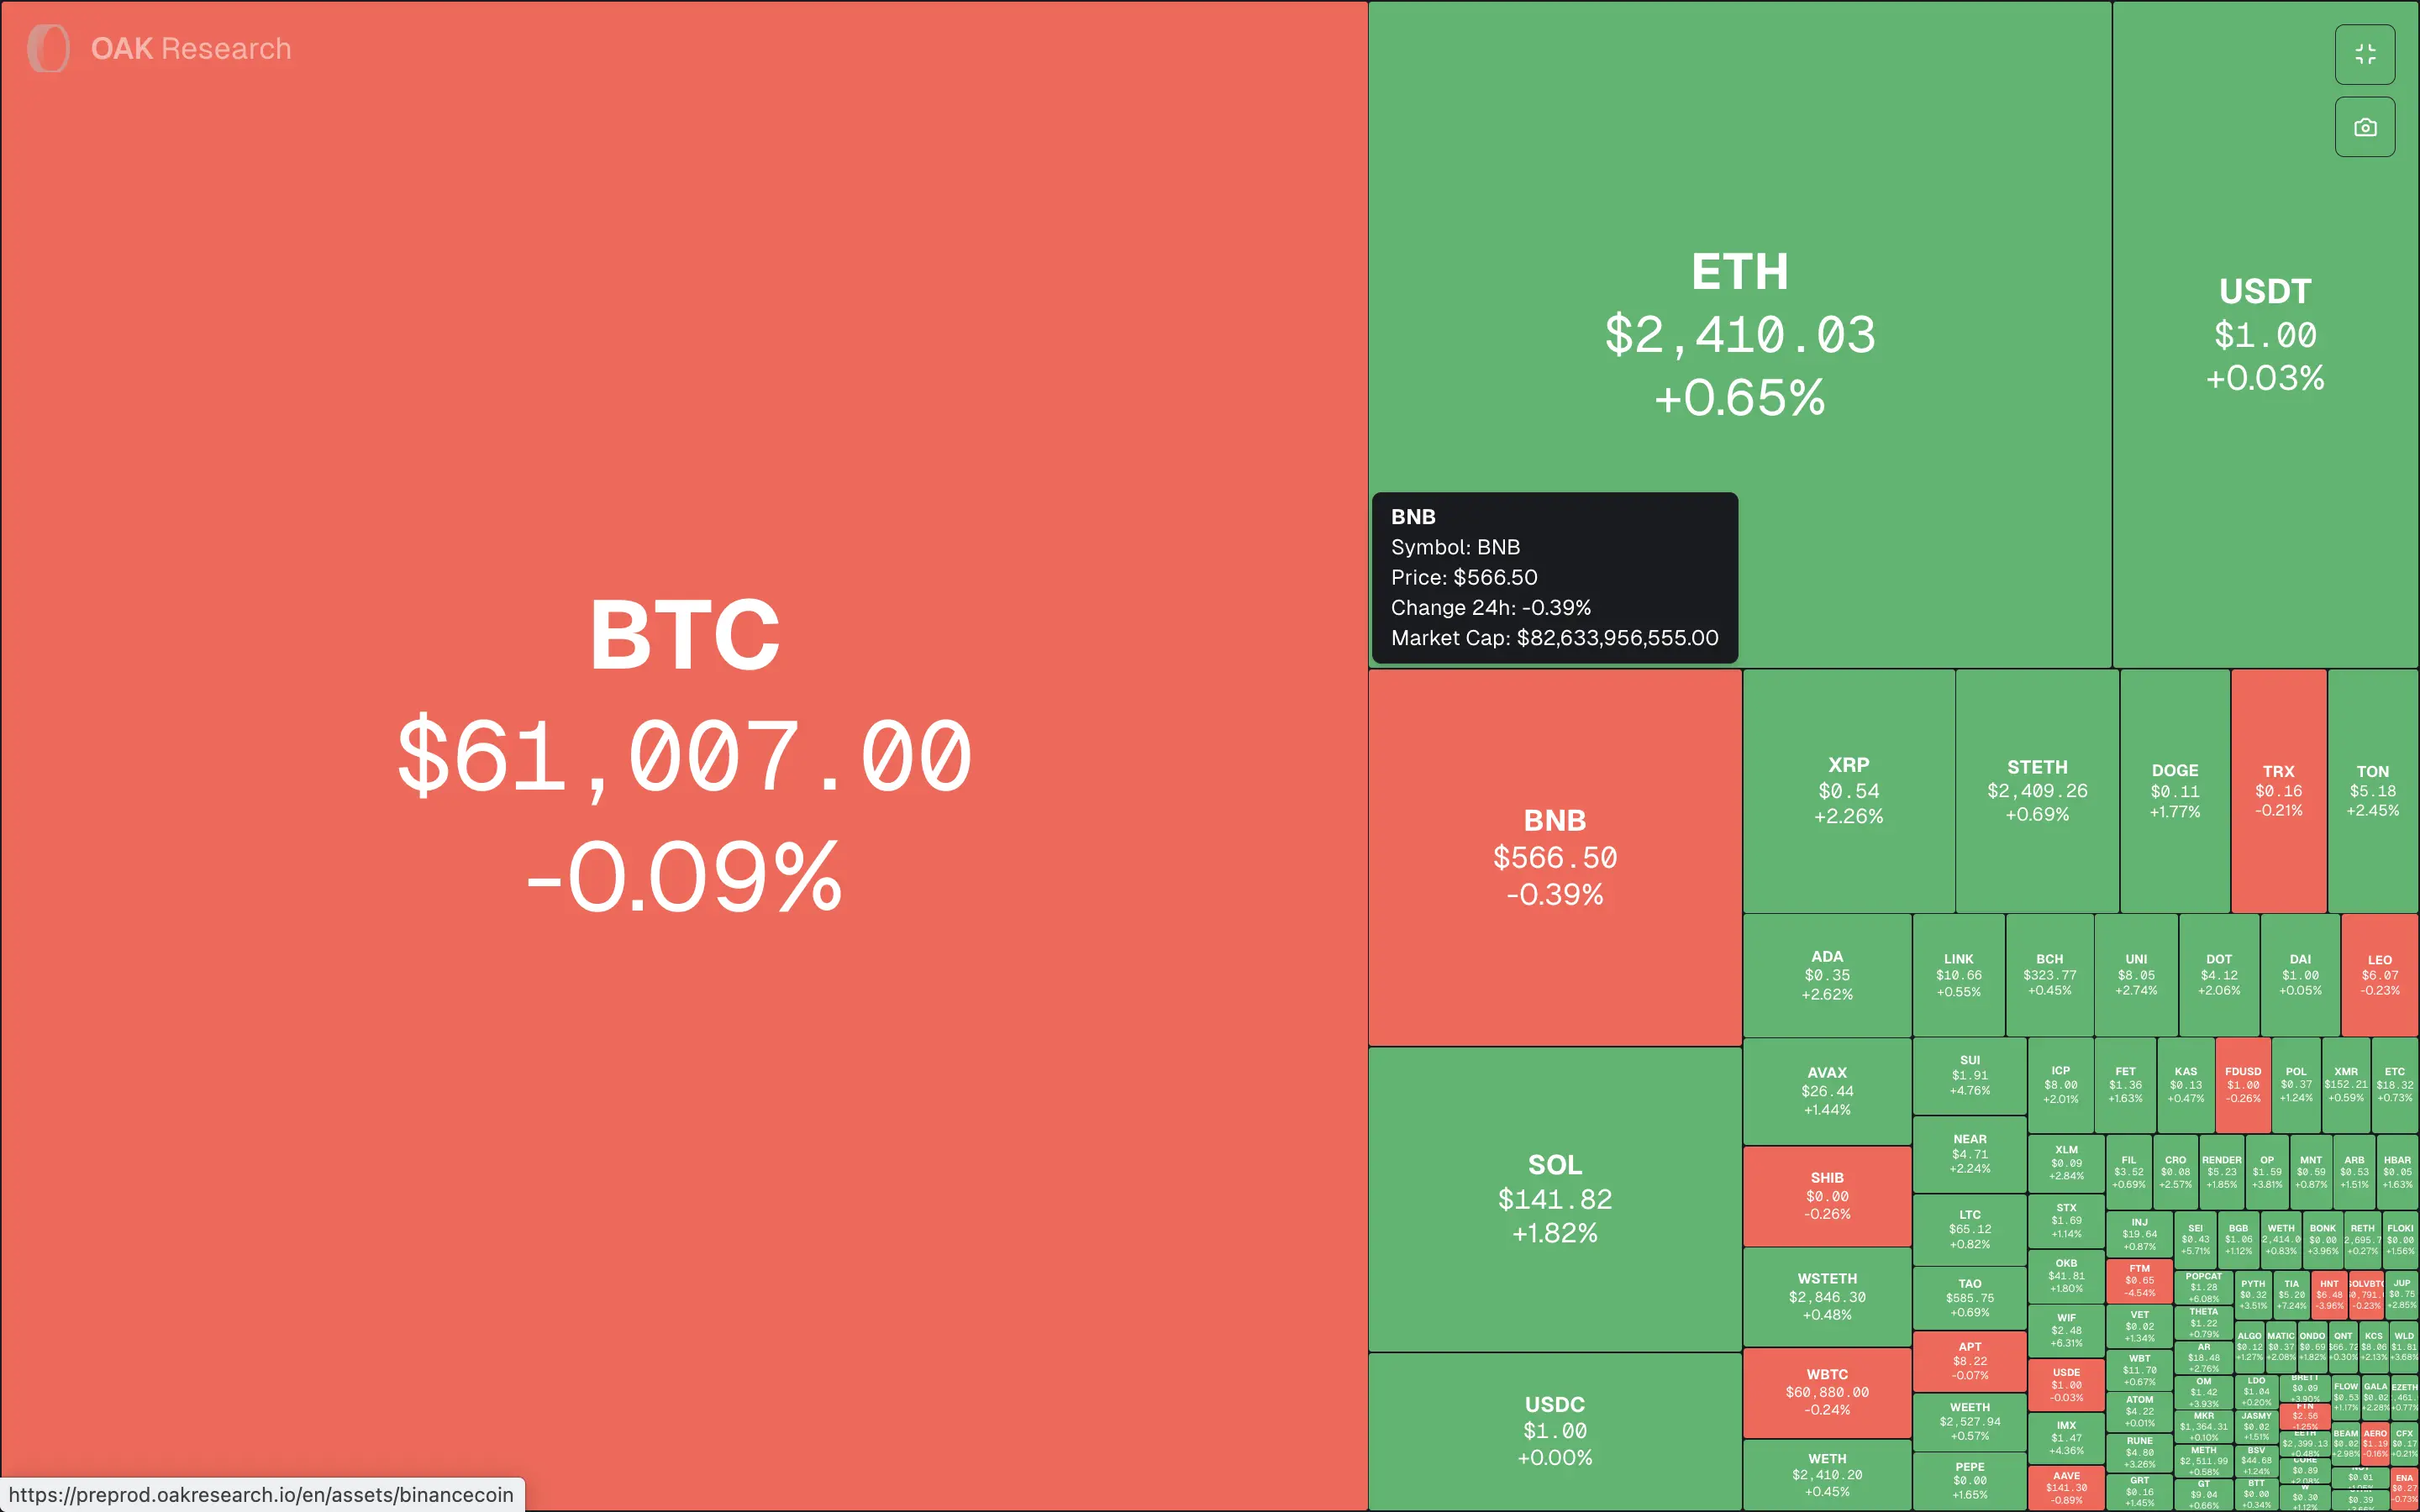 OAK Research
BTC
$61,007.00
-0.09%
ETH
$2,410.03
+0.65%
USDT
$1.00
+0.03%
BNB
Symbol: BNB
Price: $566.50
Change 24h: -0.39%
Market Cap: $82,633,956,555.00
BNB
$566.50
-0.39%
SOL
$141.82
+1.82%
USDC
$1.00
+0.00%
XRP
$0.54
+2.26%
STETH
$2,409.26
+0.69%
DOGE
$0.11
+1.77%
TRX
$0.16
-0.21%
TON
$5.18
+2.45%
ADA
$0.35
+2.62%
LINK
$10.66
+0.55%
BCH
$323.77
+0.45%
UNI
$8.05
+2.74%
DOT
$4.12
+2.06%
DAI
$1.00
+0.05%
LEO
$6.07
-0.23%
AVAX
$26.44
+1.44%
SHIB
$0.00
-0.26%
WSTETH
$2,846.30
+0.48%
WBTC
$60,880.00
-0.24%
WETH
$2,410.20
+0.45%
SUI
$1.91
+4.76%
NEAR
$4.71
+2.24%
LTC
$65.12
+0.82%
TAO
$585.75
+0.69%
APT
$8.22
-0.07%
WEETH
$2,527.94
+0.57%
PEPE
$0.00
+1.65%
ICP
$8.00
+2.01%
FET
$1.36
+1.63%
KAS
$0.13
+0.47%
FDUSD
$1.00
-0.26%
POL
$0.37
+1.24%
XMR
$152.21
+0.59%
ETC
$18.32
+0.73%
XLM
$0.09
+2.84%
STX
$1.69
+1.14%
OKB
$41.81
+1.80%
WIF
$2.48
+6.31%
USDE
$1.00
-0.03%
IMX
$1.47
+4.36%
AAVE
$141.30
-0.89%
FIL
$3.52
+0.69%
CRO
$0.08
+2.57%
RENDER
$5.23
+1.85%
OP
$1.59
+3.81%
MNT
$0.59
+0.87%
ARB
$0.53
+1.51%
HBAR
$0.05
+1.63%
INJ
$19.64
+0.87%
FTM
$0.65
-4.54%
VET
$0.02
+1.34%
WBT
$11.70
+0.67%
ATOM
$4.22
+0.01%
RUNE
$4.80
+3.26%
GRT
$0.16
+1.45%
SEI
$0.43
+5.71%
BGB
$1.06
+1.12%
WETH
2,414.0
+0.83%
BONK
$0.00
+3.96%
RETH
2,695.7
+0.27%
FLOKI
$0.00
+1.56%
POPCAT
$1.28
+6.08%
THETA
$1.22
+0.79%
AR
$18.48
+2.76%
OM
$1.42
+3.93%
MKR
$1,364.31
+0.10%
METH
$2,511.99
+0.58%
GT
$9.04
+0.66%
PYTH
$0.32
+3.51%
TIA
$5.20
+7.24%
HNT
$6.48
-3.96%
-0.23%
JUP
$0.75
+2.85%
ALGO
$0.12
+1.27%
MATIC
$0.37
+2.08%
ONDO
$0.69
+1.82%
QNT
$66.72
+0.30%
KCS
$8.06
+2.13%
WLD
$1.81
+3.68%
LDO
$1.04
+0.20%
JASMY
$0.02
+1.51%
BSV
$44.68
+1.24%
BTT
$0.00
+0.34%
BRETT
$0.09
+3.90%
FTN
$2.56
-1.25%
EETH
$2,399.13
+0.48%
CORE
$0.89
W
$0.30
+1.12%
FLOW
$0.53
+1.17%
GALA
$0.02
+2.28%
EZETH
+0.77%
BEAM
$0.02
+2.98%
AERO
$1.19
-0.16%
CFX
$0.17
+0.21%
$0.01
$0.39
ENA
$0.27
-0.73%
https://preprod.oakresearch.io/en/assets/binancecoin